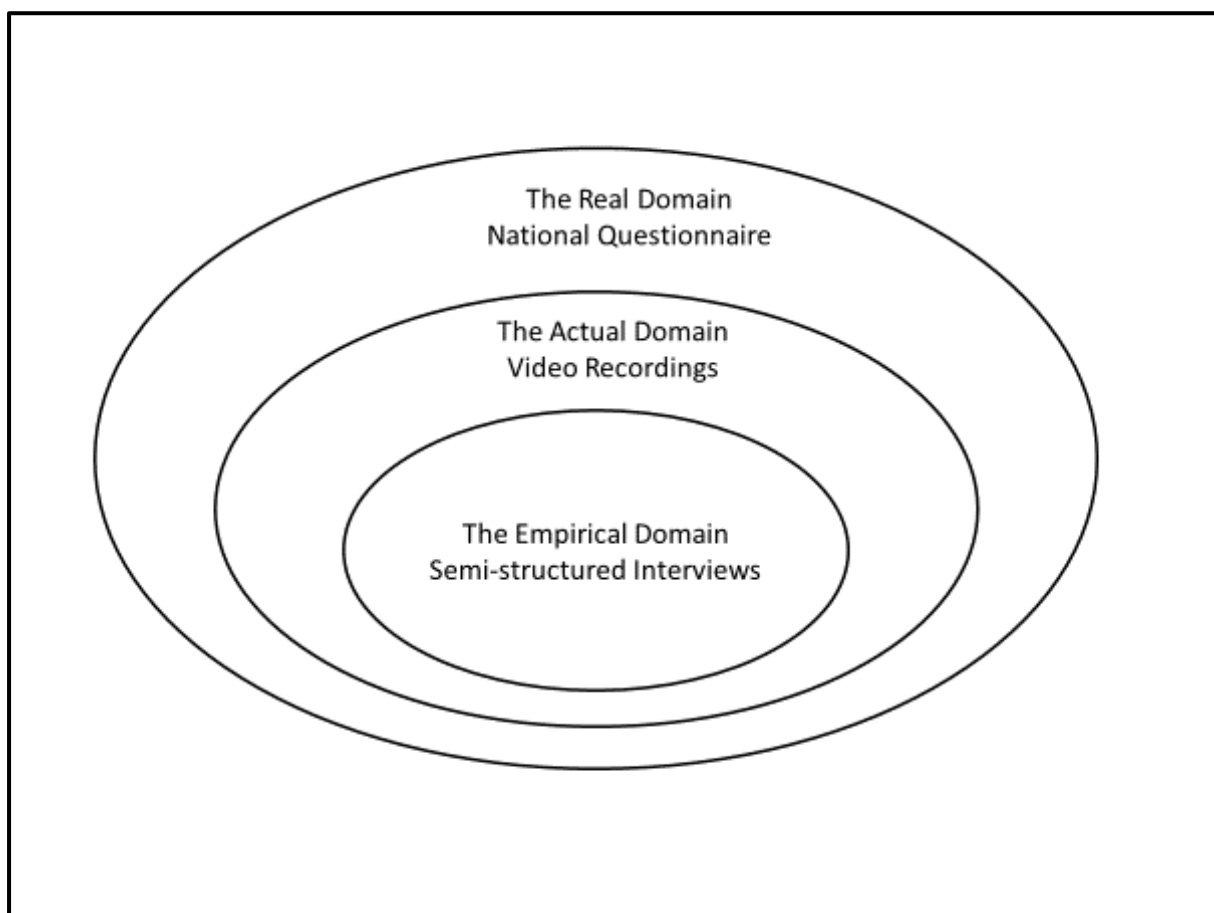 The Real Domain
National Questionnaire
The Actual Domain
Video Recordings
The Empirical Domain
Semi-structured Interviews